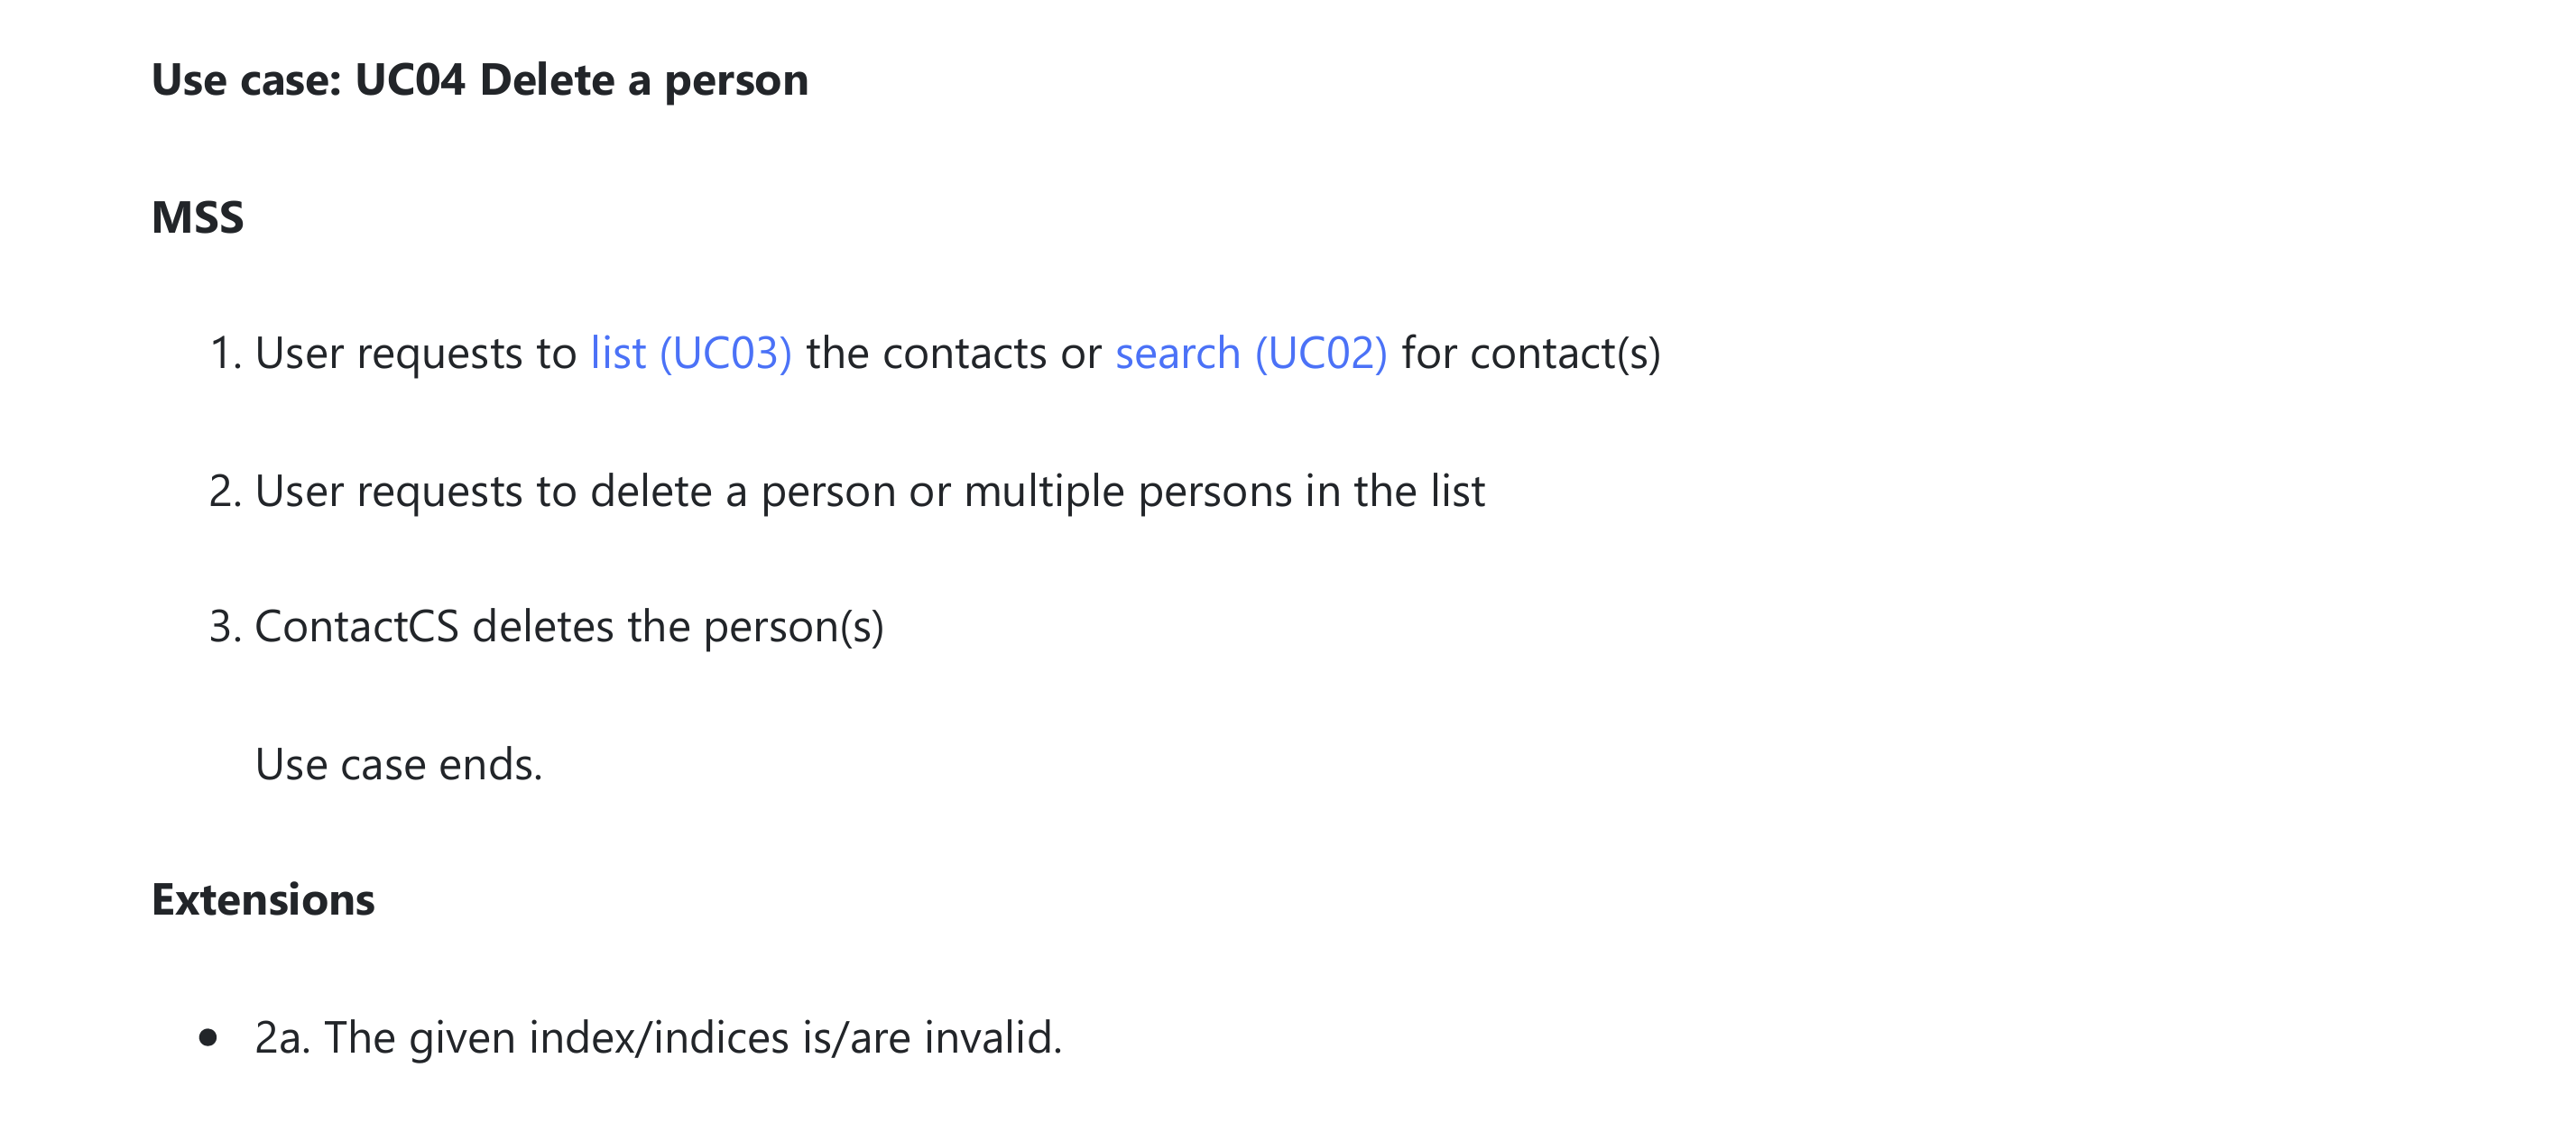 Use case: UC04 Delete a person
MSS
1. User requests to list (UC03) the contacts or search (UC02) for contact(s)
2. User requests to delete a person or multiple persons in the list
3. ContactCS deletes the person(s)
Use case ends.
Extensions
• 2a. The given index/indices is/are invalid.